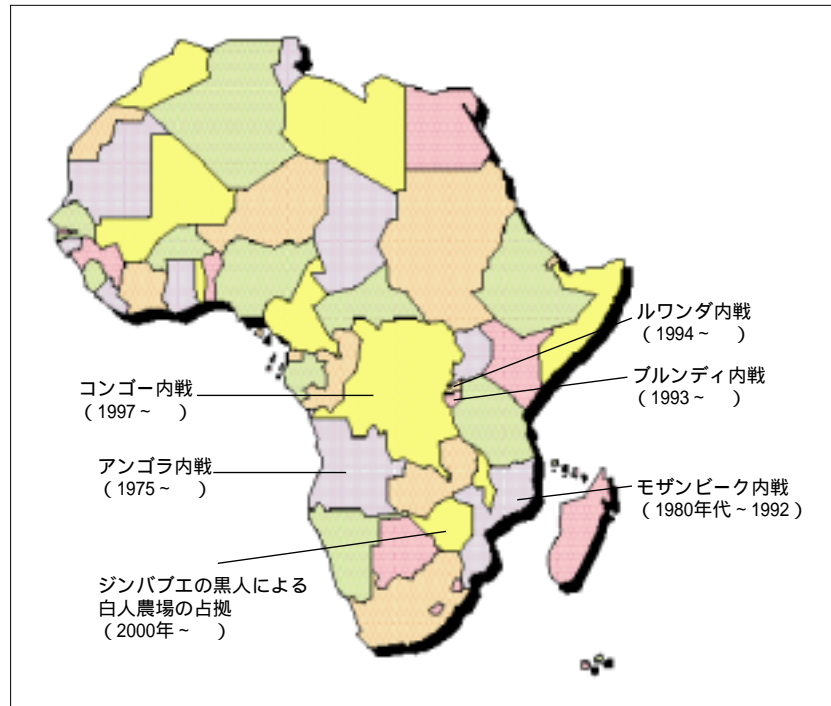 ルワンダ内戦
（1994～　）
ブルンディ内戦
（1993～　）
コンゴー内戦
（1997～　）
アンゴラ内戦
（1975～　）
モザンビーク内戦
（1980年代～1992）
ジンバブエの黒人による
白人農場の占拠
（2000年～　）